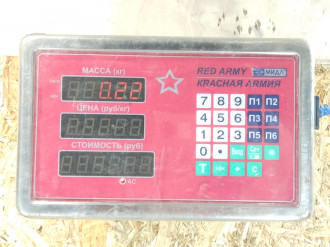 МАССА (кг)
0.22
ЦЕНА (руб/кг)
СТОИМОСТЬ (руб)
AC
RED ARMY МИДЛ
КРАСНАЯ АРМИЯ
7 8 9 П1 П2
4 5 6 П3 П4
1 2 3 П5 П6
0
T + C